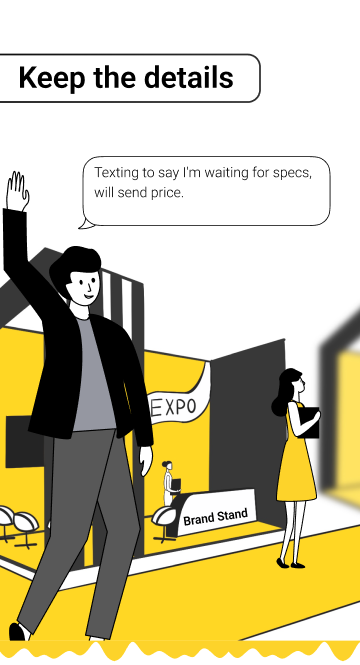 Keep the details
Texting to say I'm waiting for specs,
will send price.
EXPO
Brand Stand